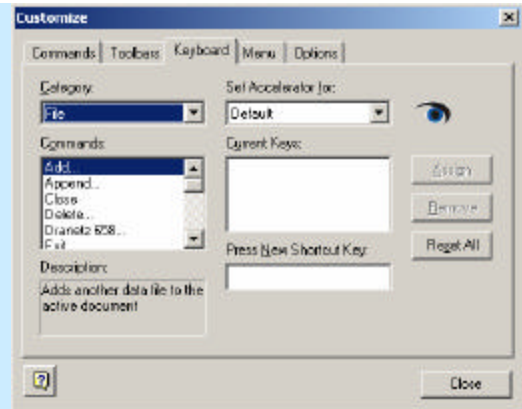 Customize
Commands Toolbars Keyboard Menu Options
Category: Set Accelerator for:
File Default
Commands: Current Keys:
Add...
Append...
Close
Delete...
Dranetz 658...
Exit
Assign
Remove
Reset All
Description: Press New Shortcut Key:
Adds another data file to the
active document
Close